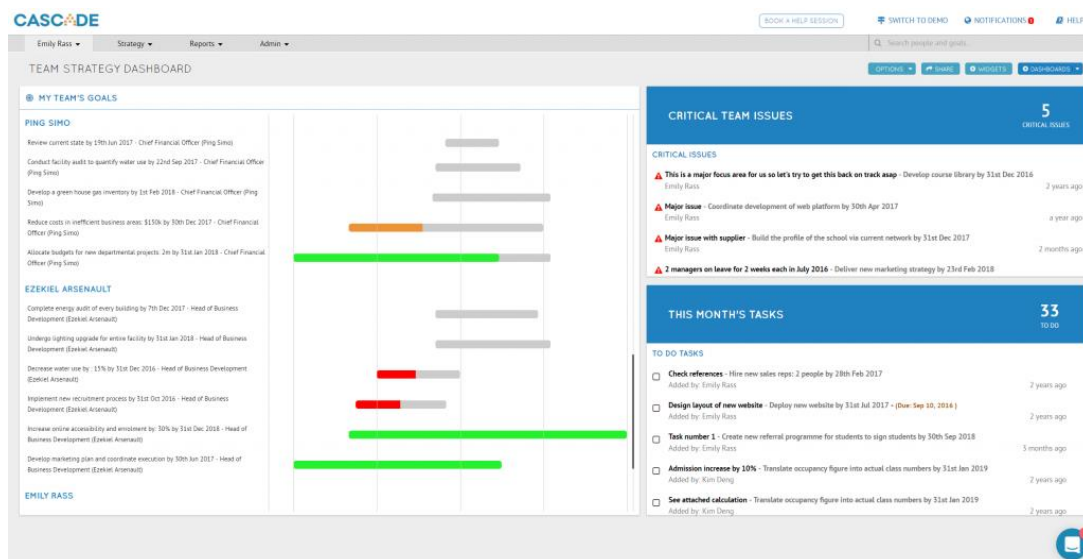 CASCADE
BOOK A HELP SESSION
SWITCH TO DEMO
NOTIFICATIONS
HELP
Emily Rass
Strategy
Reports
Admin
Search people and goals...
TEAM STRATEGY DASHBOARD
OPTIONS
SHARE
WIDGETS
DASHBOARDS
MY TEAM'S GOALS
PING SIMO
Review current state by 19th Jun 2017 - Chief Financial Officer (Ping Simo)
Conduct facility audit to quantify water use by 22nd Sep 2017 - Chief Financial Officer
(Ping Simo)
Develop a green house gas inventory by 1st Feb 2018 - Chief Financial Officer (Ping
Simo)
Reduce costs in inefficient business areas: $150k by 30th Dec 2017 - Chief Financial
Officer (Ping Simo)
Allocate budgets for new departmental projects: 2m by 31st Jan 2018 - Chief Financial
Officer (Ping Simo)
EZEKIEL ARSENAULT
Complete energy audit of every building by 7th Dec 2017 - Head of Business
Development (Ezekiel Arsenault)
Undergo lighting upgrade for entire facility by 31st Jan 2018 - Head of Business
Development (Ezekiel Arsenault)
Decrease water use by : 15% by 31st Dec 2016 - Head of Business Development
(Ezekiel Arsenault)
Implement new recruitment process by 31st Oct 2016 - Head of Business
Development (Ezekiel Arsenault)
Increase online accessibility and enrolment by: 30% by 31st Dec 2018 - Head of
Business Development (Ezekiel Arsenault)
Develop marketing plan and coordinate execution by 30th Jun 2017 - Head of
Business Development (Ezekiel Arsenault)
EMILY RASS
CRITICAL TEAM ISSUES
5
CRITICAL ISSUES
CRITICAL ISSUES
This is a major focus area for us so let's try to get this back on track asap - Develop course library by 31st Dec 2016
Emily Rass
2 years ago
Major issue - Coordinate development of web platform by 30th Apr 2017
Emily Rass
a year ago
Major issue with supplier - Build the profile of the school via current network by 31st Dec 2017
Emily Rass
2 months ago
2 managers on leave for 2 weeks each in July 2016 - Deliver new marketing strategy by 23rd Feb 2018
THIS MONTH'S TASKS
33
TO DO
TO DO TASKS
Check references - Hire new sales reps: 2 people by 28th Feb 2017
Added by: Emily Rass
2 years ago
Design layout of new website - Deploy new website by 31st Jul 2017 - (Due: Sep 10, 2016 )
Added by: Emily Rass
2 years ago
Task number 1 - Create new referral programme for students to sign students by 30th Sep 2018
Added by: Emily Rass
3 months ago
Admission increase by 10% - Translate occupancy figure into actual class numbers by 31st Jan 2019
Added by: Kim Deng
2 years ago
See attached calculation - Translate occupancy figure into actual class numbers by 31st Jan 2019
Added by: Kim Deng
2 years ago